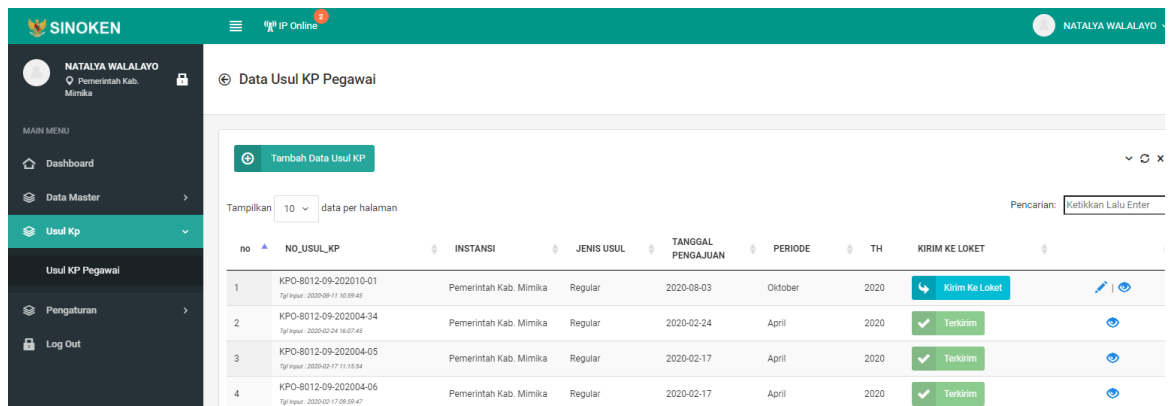 SINOKEN
IP Online
2
NATALYA WALALAYO
NATALYA WALALAYO
Pemerintah Kab.
Mimika
Data Usul KP Pegawai
MAIN MENU
Dashboard
Data Master
Usul Kp
Usul KP Pegawai
Pengaturan
Log Out
Tambah Data Usul KP
Tampilkan 10 data per halaman
Pencarian: Ketikkan Lalu Enter
no NO_USUL_KP INSTANSI JENIS USUL TANGGAL PENGAJUAN PERIODE TH KIRIM KE LOKET
1 KPO-8012-09-202010-01 Pemerintah Kab. Mimika Regular 2020-08-03 Oktober 2020 Kirim Ke Loket |
Tgl Input : 2020-08-11 10:59:45
2 KPO-8012-09-202004-34 Pemerintah Kab. Mimika Regular 2020-02-24 April 2020 Terkirim
Tgl Input : 2020-02-24 16:07:45
3 KPO-8012-09-202004-05 Pemerintah Kab. Mimika Regular 2020-02-17 April 2020 Terkirim
Tgl Input : 2020-02-17 11:15:54
4 KPO-8012-09-202004-06 Pemerintah Kab. Mimika Regular 2020-02-17 April 2020 Terkirim
Tgl Input : 2020-02-17 09:59:47